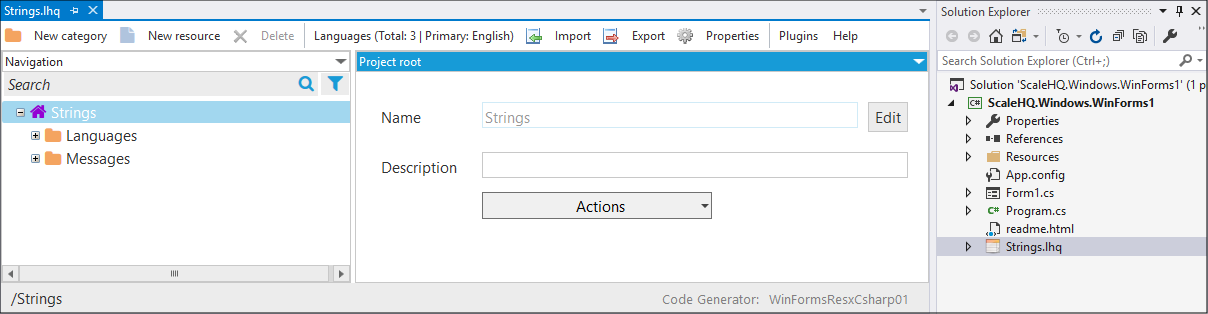 Strings.lhq
New category New resource Delete Languages (Total: 3 | Primary: English) Import Export Properties Plugins Help
Navigation
Search
Strings
Languages
Messages
Project root
Name Strings Edit
Description
Actions
/Strings
Code Generator: WinFormsResxCsharp01
Solution Explorer
Search Solution Explorer (Ctrl+;)
Solution 'ScaleHQ.Windows.WinForms1' (1 p
C# ScaleHQ.Windows.WinForms1
Properties
References
Resources
App.config
Form1.cs
C# Program.cs
readme.html
Strings.lhq